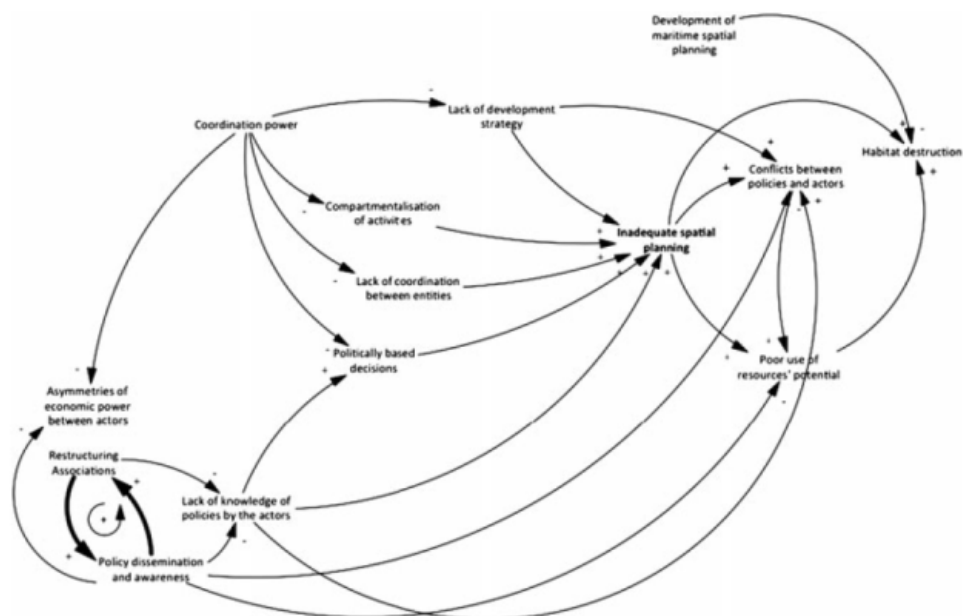 Development of
maritime spatial
planning
-
Lack of development
strategy
Coordination power
+
-
Habitat destruction
+
+
+
Conflicts between
policies and actors
-
+
-
Compartmentalisation
of activites
+
Inadequate spatial
planning
+
+
+
+
+
-
Lack of coordination
between entities
-
Politically based
decisions
+
+
+
Poor use of
resources' potential
-
-
Asymmetries of
economic power
between actors
-
Restructuring
Associations
+
-
Lack of knowledge of
policies by the actors
+
+
-
Policy dissemination
and awareness